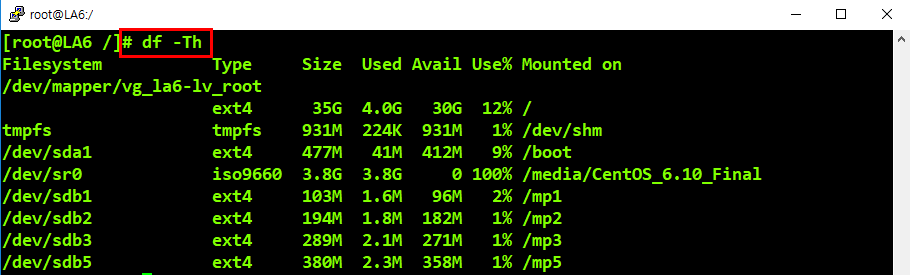 root@LA6:/
[root@LA6 /]# df -Th
Filesystem Type Size Used Avail Use% Mounted on
/dev/mapper/vg_la6-lv_root
ext4 35G 4.0G 30G 12% /
tmpfs tmpfs 931M 224K 931M 1% /dev/shm
/dev/sda1 ext4 477M 41M 412M 9% /boot
/dev/sr0 iso9660 3.8G 3.8G 0 100% /media/CentOS_6.10_Final
/dev/sdb1 ext4 103M 1.6M 96M 2% /mp1
/dev/sdb2 ext4 194M 1.8M 182M 1% /mp2
/dev/sdb3 ext4 289M 2.1M 271M 1% /mp3
/dev/sdb5 ext4 380M 2.3M 358M 1% /mp5